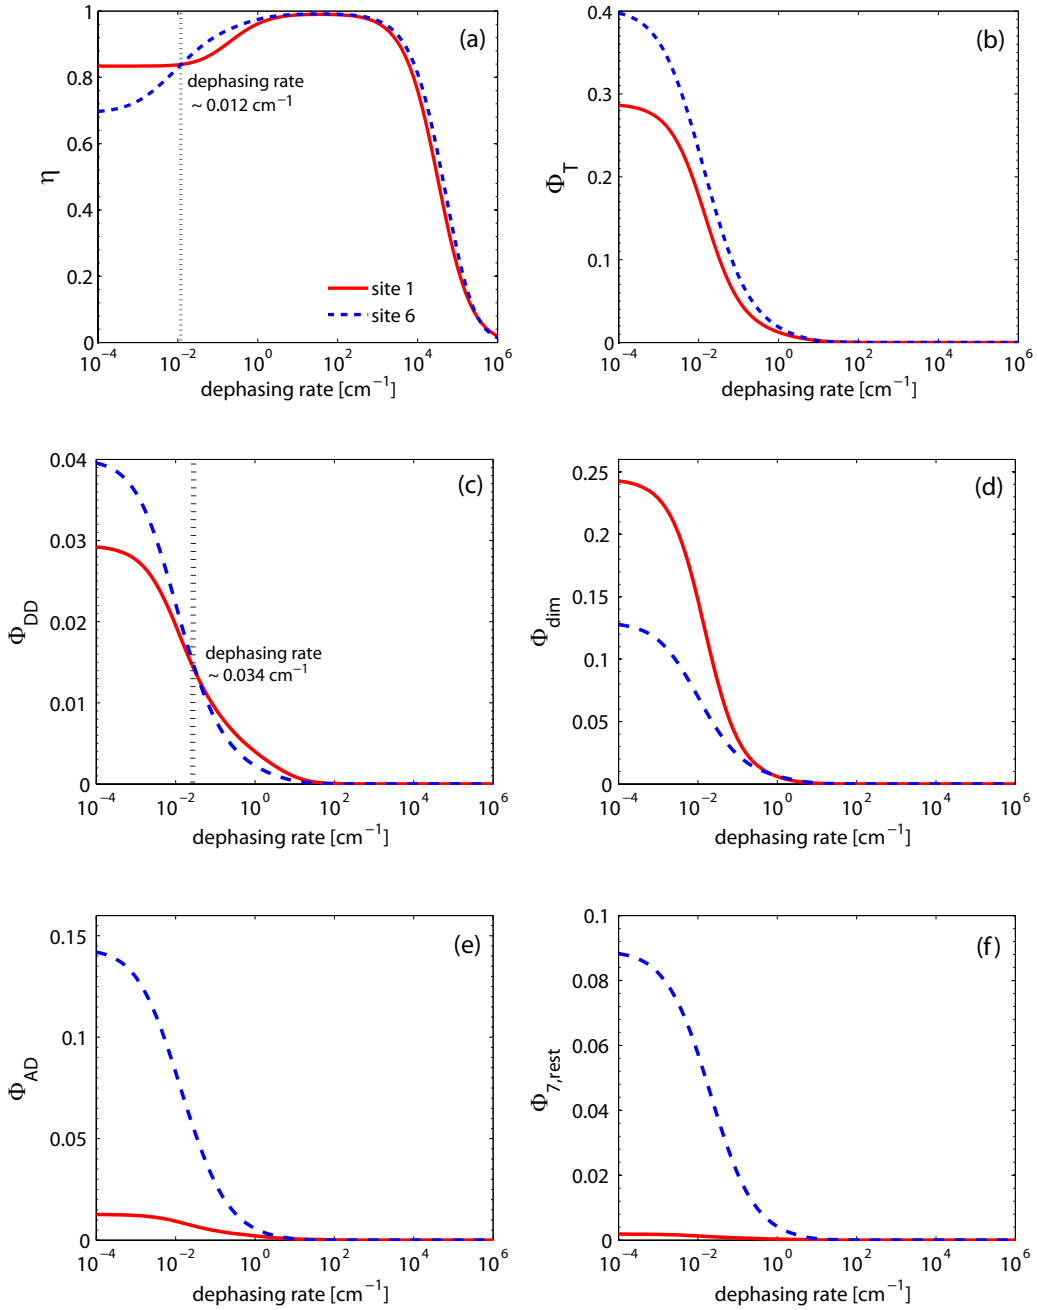 (a)
1
0.8
0.6
0.4
0.2
0
η
dephasing rate
~ 0.012 cm⁻¹
site 1
site 6
10⁻⁴ 10⁻² 10⁰ 10² 10⁴ 10⁶
dephasing rate [cm⁻¹]
(b)
0.4
0.3
0.2
0.1
0
Φ_T
10⁻⁴ 10⁻² 10⁰ 10² 10⁴ 10⁶
dephasing rate [cm⁻¹]
(c)
0.04
0.03
0.02
0.01
0
Φ_DD
dephasing rate
~ 0.034 cm⁻¹
10⁻⁴ 10⁻² 10⁰ 10² 10⁴ 10⁶
dephasing rate [cm⁻¹]
(d)
0.25
0.2
0.15
0.1
0.05
0
Φ_dim
10⁻⁴ 10⁻² 10⁰ 10² 10⁴ 10⁶
dephasing rate [cm⁻¹]
(e)
0.15
0.1
0.05
0
Φ_AD
10⁻⁴ 10⁻² 10⁰ 10² 10⁴ 10⁶
dephasing rate [cm⁻¹]
(f)
0.1
0.08
0.06
0.04
0.02
0
Φ_7,rest
10⁻⁴ 10⁻² 10⁰ 10² 10⁴ 10⁶
dephasing rate [cm⁻¹]